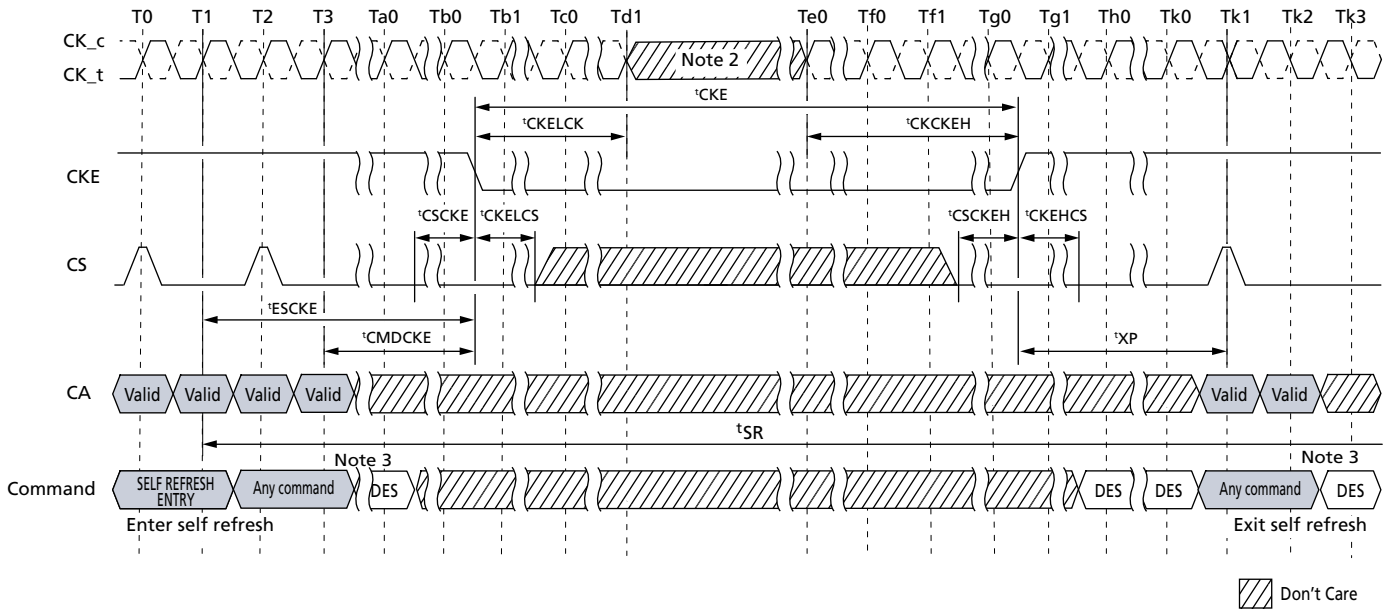 T0 T1 T2 T3 Ta0 Tb0 Tb1 Tc0 Td1 Te0 Tf0 Tf1 Tg0 Tg1 Th0 Tk0 Tk1 Tk2 Tk3
CK_c
CK_t
Note 2
tCKE
tCKELCK tCKCKEH
CKE
tCSCKE tCKELCS tCSCKEH tCKEHCS
CS
tESCKE
tCMDCKE tXP
CA Valid Valid Valid Valid Valid Valid
tSR
Note 3 Note 3
Command SELF REFRESH ENTRY Any command DES DES DES Any command DES
Enter self refresh Exit self refresh
Don't Care